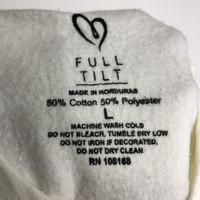 FULL
TILT
MADE IN HONDURAS
50% Cotton 50% Polyester
L
MACHINE WASH COLD
DO NOT BLEACH, TUMBLE DRY LOW
DO NOT IRON IF DECORATED,
DO NOT DRY CLEAN
RN 108168